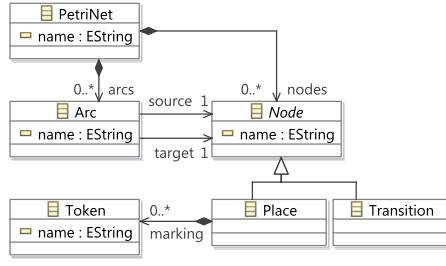 PetriNet
name : EString
0..* arcs
0..* nodes
Arc
name : EString
source 1
target 1
Node
name : EString
Token
name : EString
0..*
marking
Place
Transition